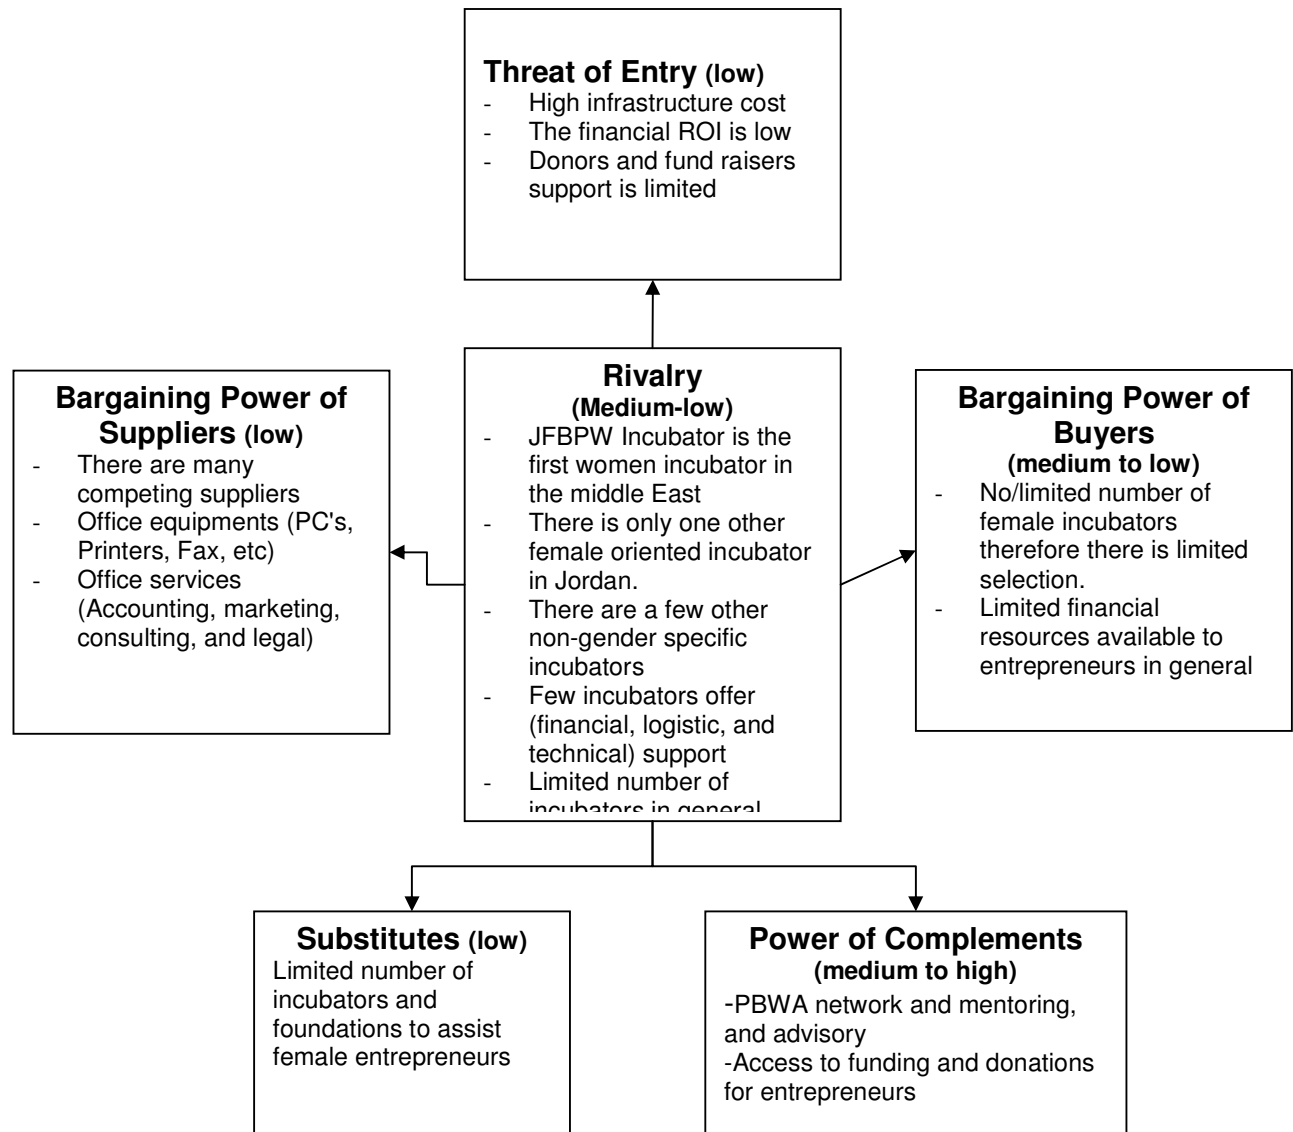 Threat of Entry (low)
- High infrastructure cost
- The financial ROI is low
- Donors and fund raisers
support is limited
Bargaining Power of
Suppliers (low)
- There are many
competing suppliers
- Office equipments (PC's,
Printers, Fax, etc)
- Office services
(Accounting, marketing,
consulting, and legal)
Rivalry
(Medium-low)
- JFBPW Incubator is the
first women incubator in
the middle East
- There is only one other
female oriented incubator
in Jordan.
- There are a few other
non-gender specific
incubators
- Few incubators offer
(financial, logistic, and
technical) support
- Limited number of
incubators in general
Bargaining Power of
Buyers
(medium to low)
- No/limited number of
female incubators
therefore there is limited
selection.
- Limited financial
resources available to
entrepreneurs in general
Substitutes (low)
Limited number of
incubators and
foundations to assist
female entrepreneurs
Power of Complements
(medium to high)
-PBWA network and mentoring,
and advisory
-Access to funding and donations
for entrepreneurs